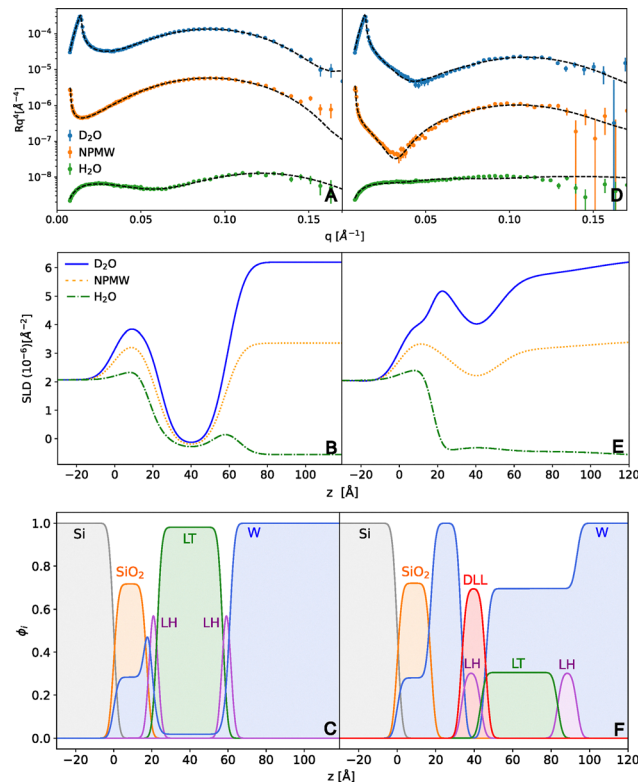 10⁻⁴
10⁻⁵
10⁻⁶
10⁻⁷
10⁻⁸
Rq⁴[Å⁻⁴]
D₂O
NPMW
H₂O
A
D
0.00 0.05 0.10 0.15 0.05 0.10 0.15
q [Å⁻¹]
6
5
4
3
2
1
0
SLD (10⁻⁶)[Å⁻²]
D₂O
NPMW
H₂O
B
E
−20 0 20 40 60 80 100 −20 0 20 40 60 80 100 120
z [Å]
1.0
0.8
0.6
0.4
0.2
0.0
ϕᵢ
Si
SiO₂
LT
LH
LH
W
C
Si
SiO₂
DLL
LH
LT
LH
W
F
−20 0 20 40 60 80 100 −20 0 20 40 60 80 100 120
z [Å]